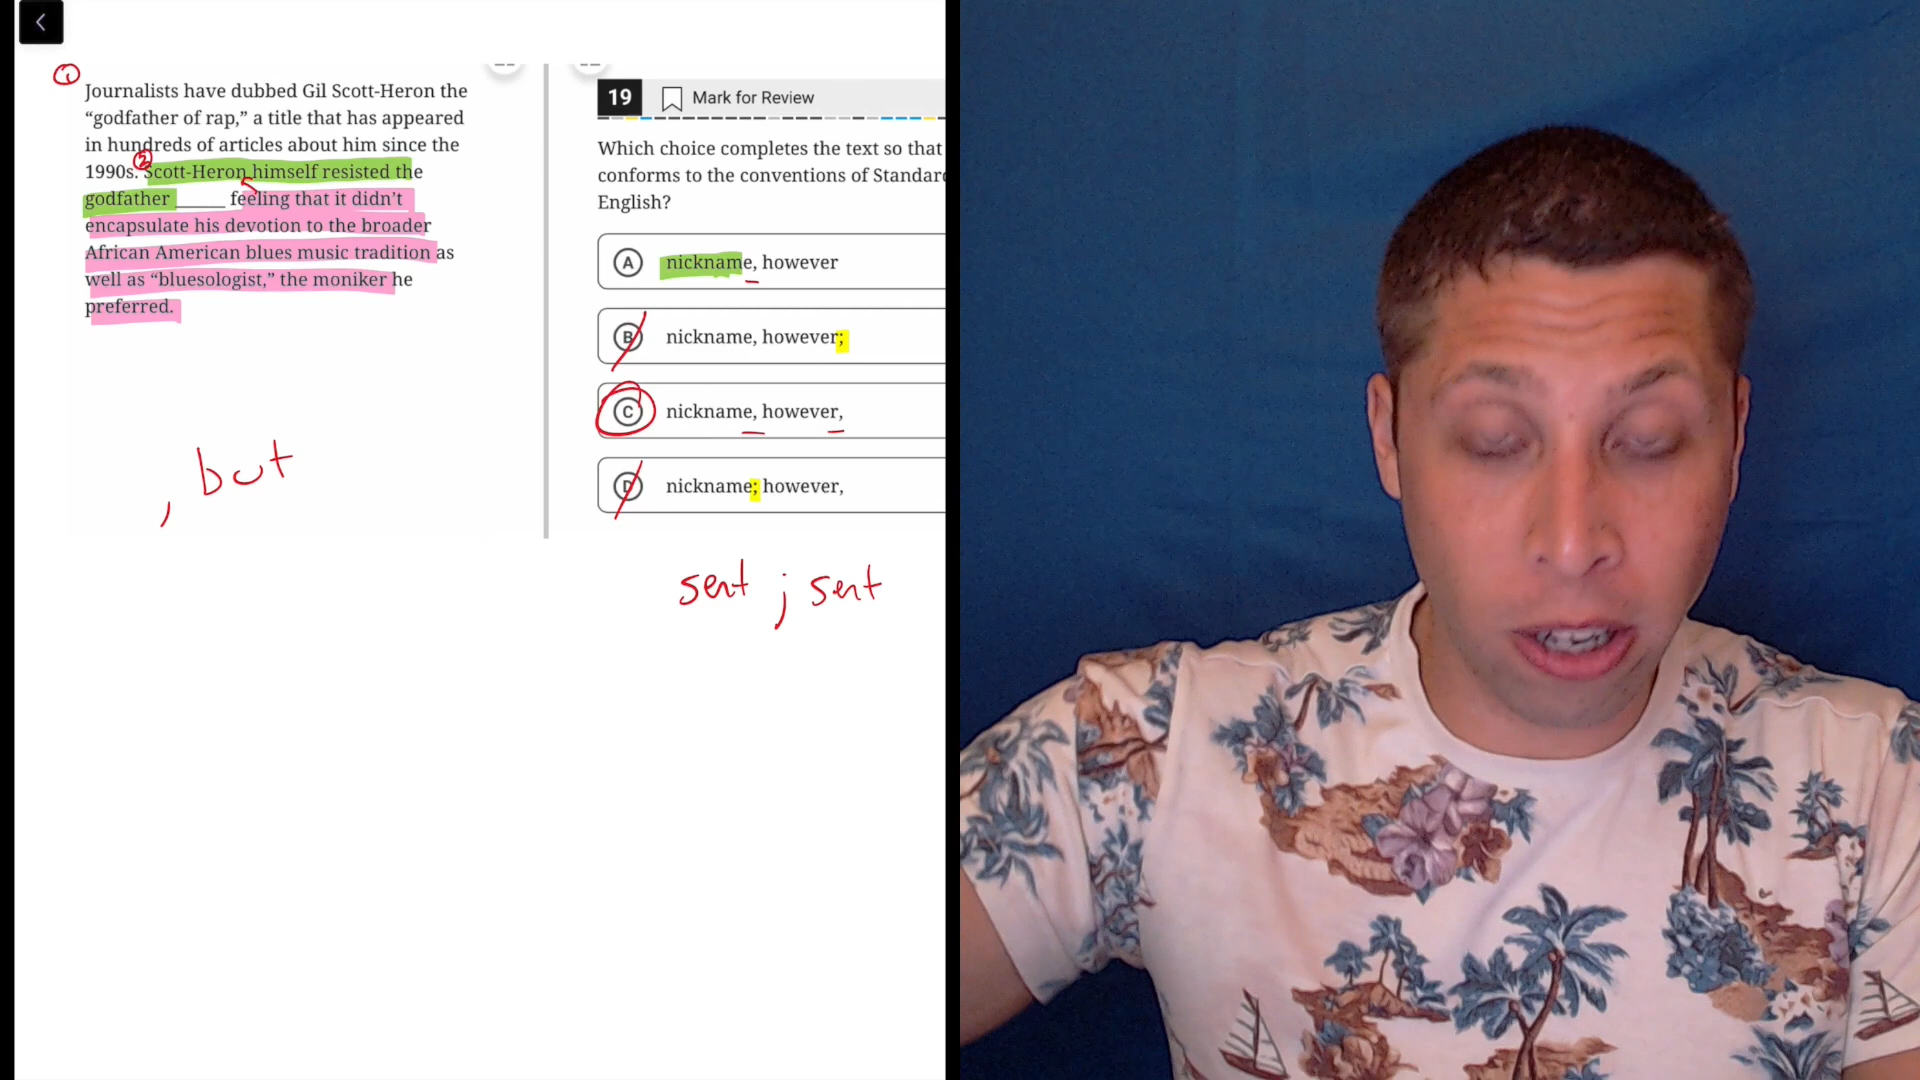 ①
Journalists have dubbed Gil Scott-Heron the
“godfather of rap,” a title that has appeared
in hundreds of articles about him since the
②
1990s. Scott-Heron himself resisted the
godfather _____ feeling that it didn’t
encapsulate his devotion to the broader
African American blues music tradition as
well as “bluesologist,” the moniker he
preferred.
, but
19 Mark for Review
Which choice completes the text so that
conforms to the conventions of Standard
English?
A nickname, however
B nickname, however;
C nickname, however,
D nickname; however,
sent ; sent